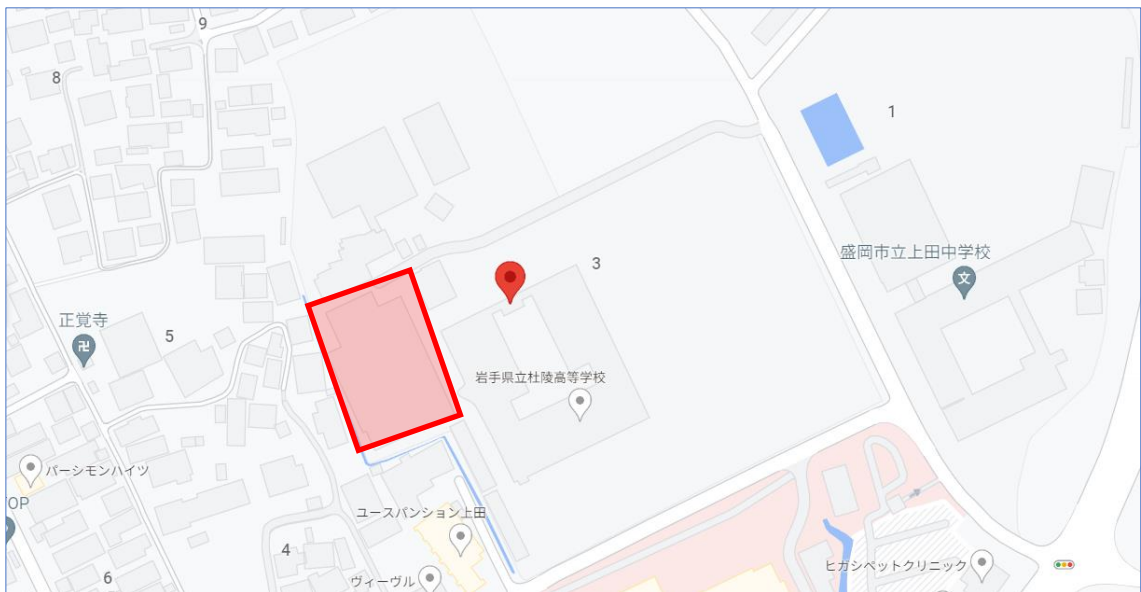 9
8
1
3
盛岡市立上田中学校
文
正覚寺
卍
5
岩手県立杜陵高等学校
パーシモンハイツ
OP
ユースパンション上田
4
ヒガシペットクリニック
ヴィーヴル
6